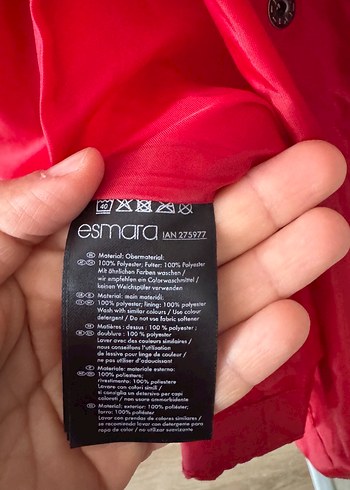 40
esmara IAN 275977
Material: Obermaterial:
100% Polyester; Futter: 100% Polyester
Mit ähnlichen Farben waschen /
wir empfehlen ein Colorwaschmittel /
keinen Weichspüler verwenden
Material: main material:
100% polyester; lining: 100% polyester
Wash with similar colours / Use colour
detergent / Do not use fabric softener
Matières : dessus : 100 % polyester ;
doublure : 100 % polyester
Laver avec des couleurs similaires /
nous conseillons l'utilisation
de lessive pour linge de couleur /
ne pas utiliser d'adoucissant
Materiale: materiale esterno:
100% poliestere;
rivestimento: 100% poliestere
Lavare con colori simili /
si consiglia un detersivo per capi
colorati / non usare ammorbidente
Material: exterior: 100% poliéster;
forro: 100% poliéster
Lavar con prendas de colores similares /
se recomienda lavar con detergente para
ropa de color / no utilizar suavizante